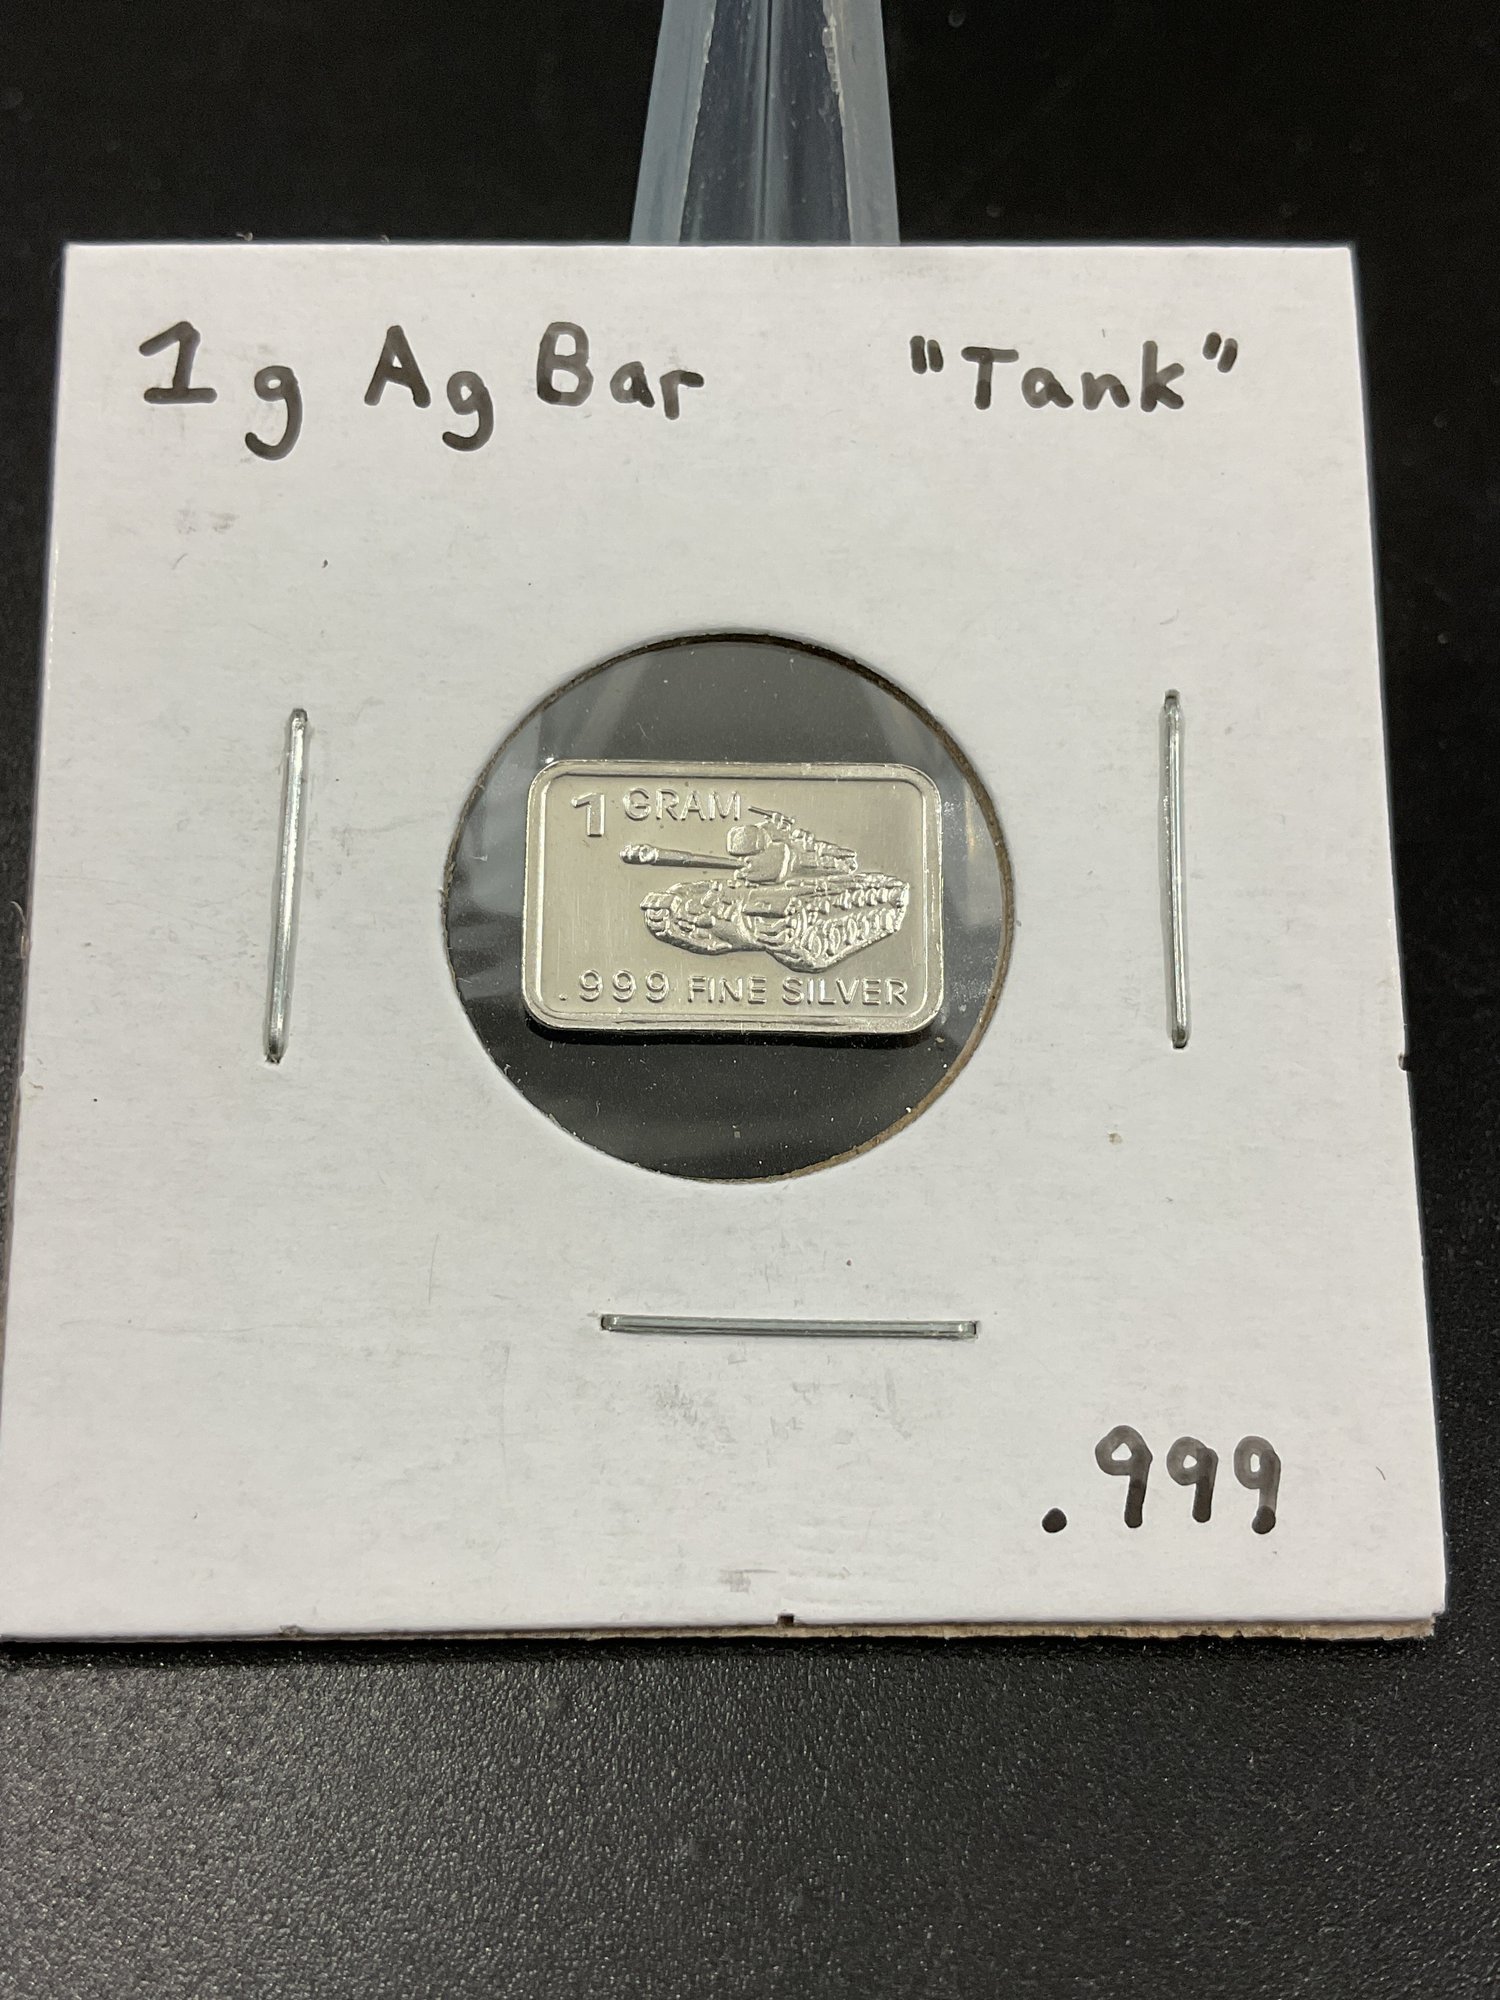 1g Ag Bar "Tank"
1 GRAM
.999 FINE SILVER
.999